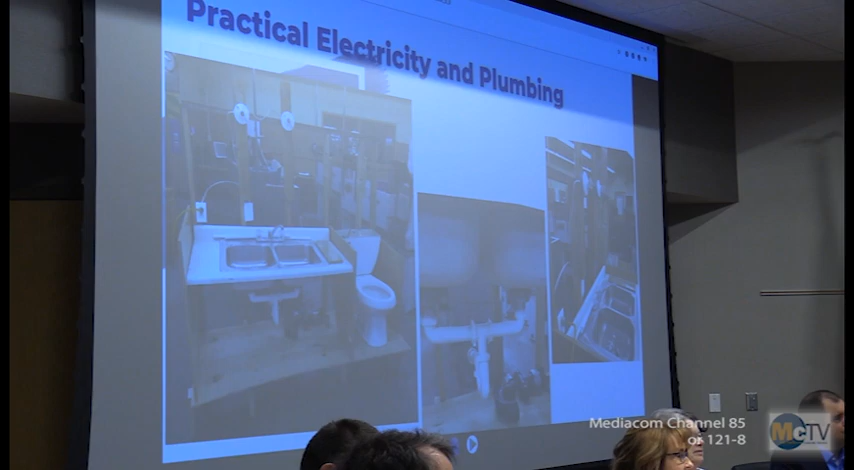 Practical Electricity and Plumbing
Mediacom Channel 85
or 121-8
McTV